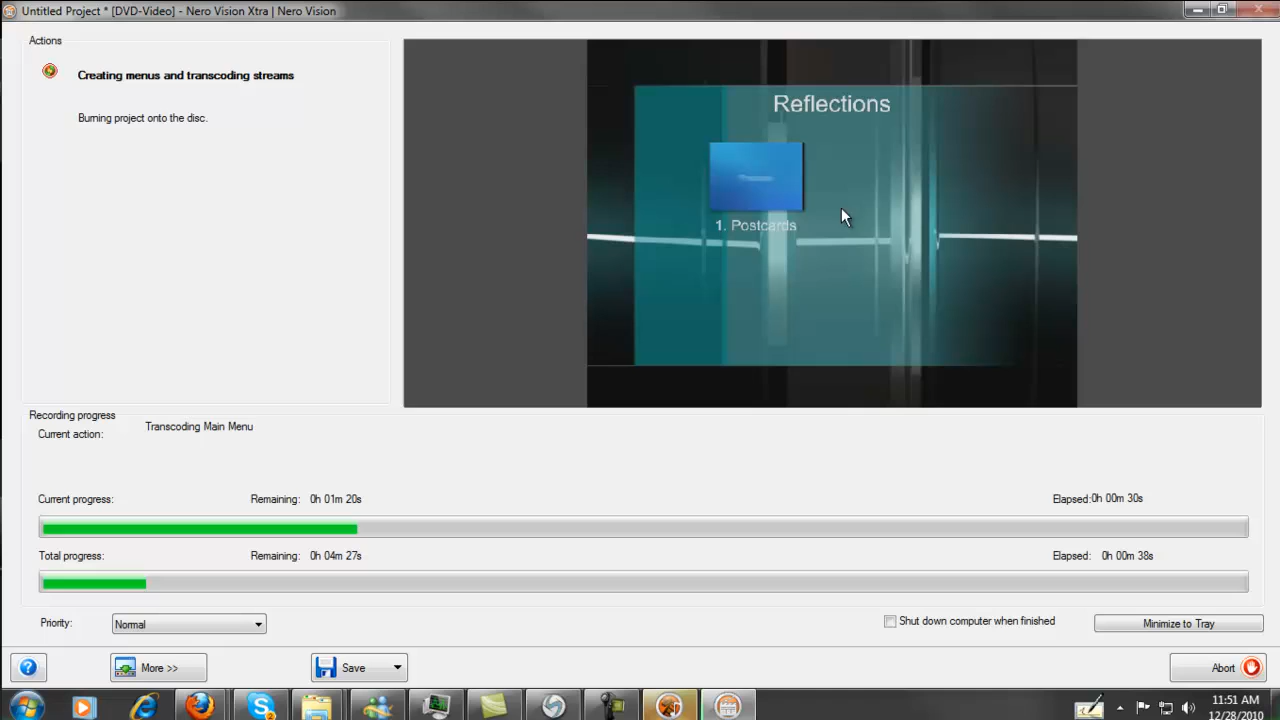 Untitled Project * [DVD-Video] - Nero Vision Xtra | Nero Vision
Actions
Creating menus and transcoding streams
Burning project onto the disc.
Reflections
1. Postcards
Recording progress
Current action: Transcoding Main Menu
Current progress: Remaining: 0h 01m 20s Elapsed: 0h 00m 30s
Total progress: Remaining: 0h 04m 27s Elapsed: 0h 00m 38s
Priority: Normal Shut down computer when finished Minimize to Tray
? More >> Save Abort
11:51 AM
12/28/2010